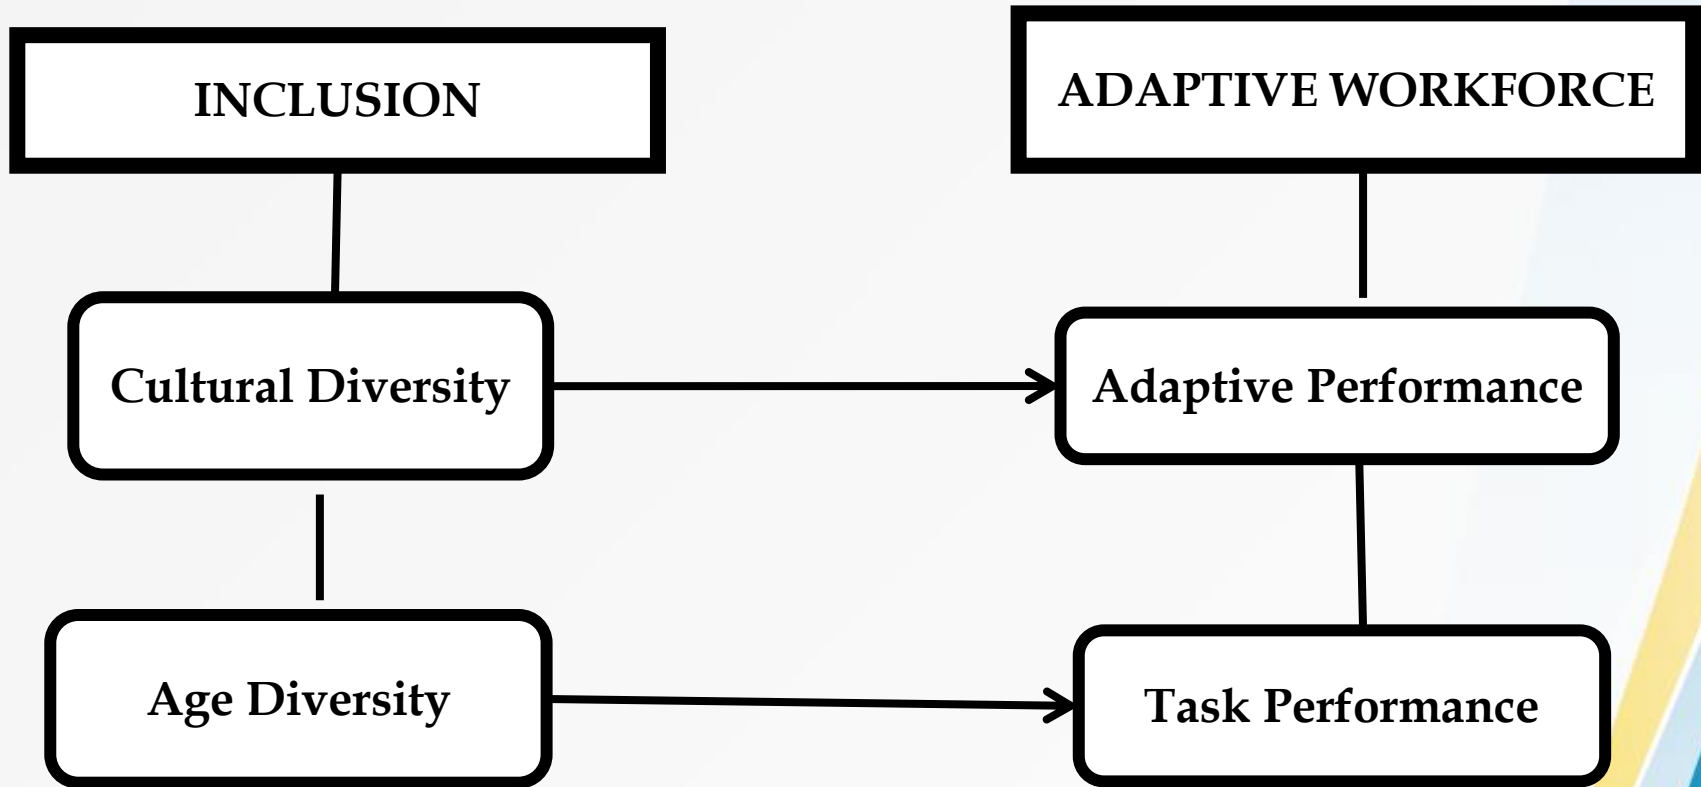 INCLUSION
ADAPTIVE WORKFORCE
Cultural Diversity
Adaptive Performance
Age Diversity
Task Performance